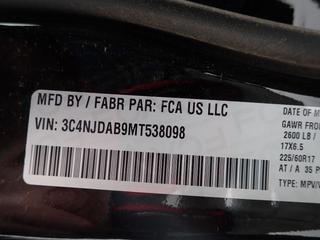 MFD BY / FABR PAR: FCA US LLC
VIN: 3C4NJDAB9MT538098
DATE OF M
GAWR FRON
2600 LB /
17X6.5
225/60R17
AT / A 35 P
TYPE: MPV/V